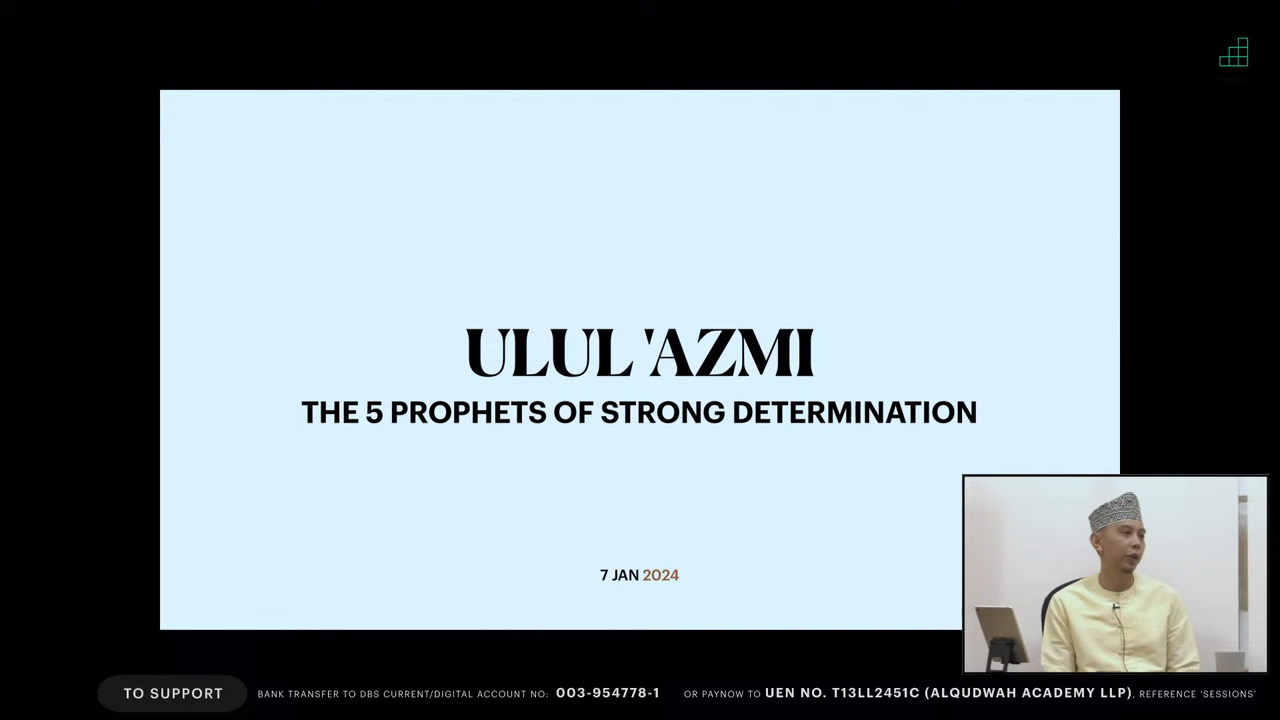 ULUL 'AZMI
THE 5 PROPHETS OF STRONG DETERMINATION
7 JAN 2024
TO SUPPORT
BANK TRANSFER TO DBS CURRENT/DIGITAL ACCOUNT NO: 003-954778-1 OR PAYNOW TO UEN NO. T13LL2451C (ALQUDWAH ACADEMY LLP), REFERENCE 'SESSIONS'